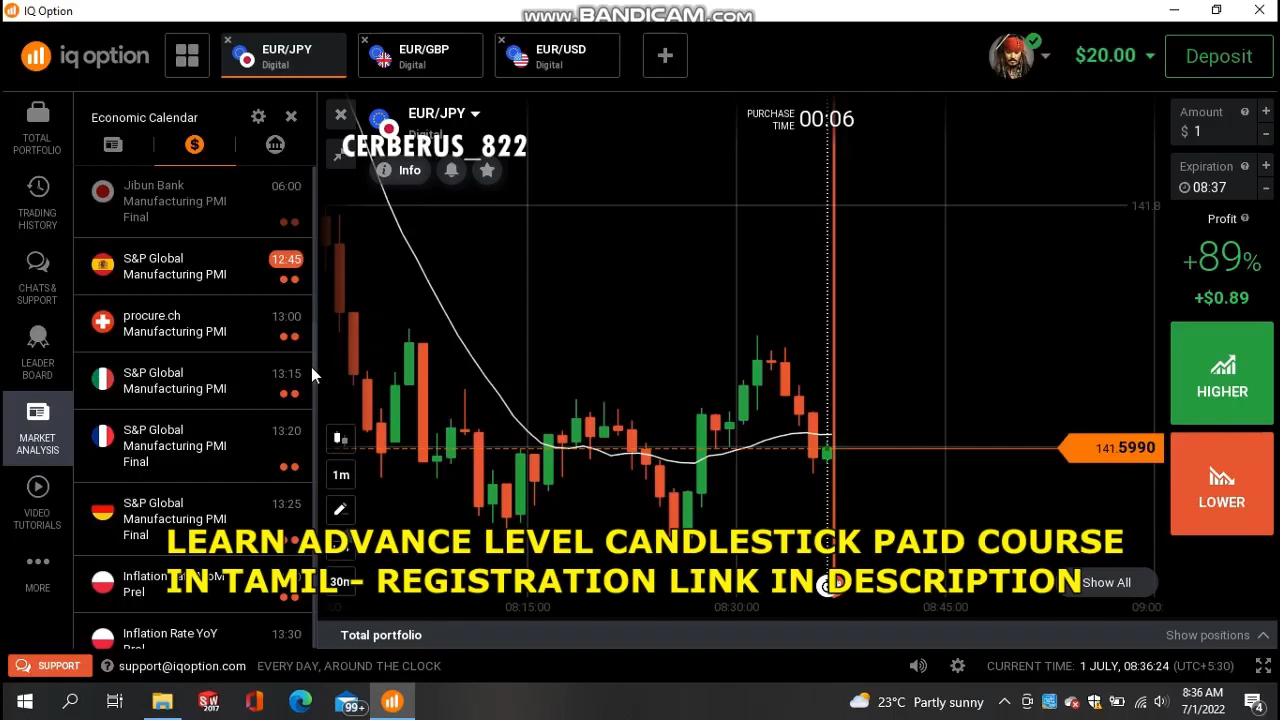 IQ Option
www.BANDICAM.com
iq option
EUR/JPY
Digital
EUR/GBP
Digital
EUR/USD
Digital
$20.00
Deposit
TOTAL
PORTFOLIO
TRADING
HISTORY
CHATS &
SUPPORT
LEADER
BOARD
MARKET
ANALYSIS
VIDEO
TUTORIALS
MORE
Economic Calendar
Jibun Bank 06:00
Manufacturing PMI
Final
S&P Global 12:45
Manufacturing PMI
procure.ch 13:00
Manufacturing PMI
S&P Global 13:15
Manufacturing PMI
S&P Global 13:20
Manufacturing PMI
Final
S&P Global 13:25
Manufacturing PMI
Final
Prel
Inflation Rate YoY 13:30
EUR/JPY
Digital
CERBERUS_822
Info
PURCHASE
TIME 00:06
141.8
141.5990
1m
30m
08:15:00
08:30:00
08:45:00
09:00:
Show All
LEARN ADVANCE LEVEL CANDLESTICK PAID COURSE
IN TAMIL - REGISTRATION LINK IN DESCRIPTION
Amount
$ 1
Expiration
08:37
Profit
+89%
+$0.89
HIGHER
LOWER
Total portfolio
Show positions
SUPPORT
support@iqoption.com
EVERY DAY, AROUND THE CLOCK
CURRENT TIME: 1 JULY, 08:36:24 (UTC+5:30)
SW
2017
99+
23°C Partly sunny
8:36 AM
7/1/2022
4